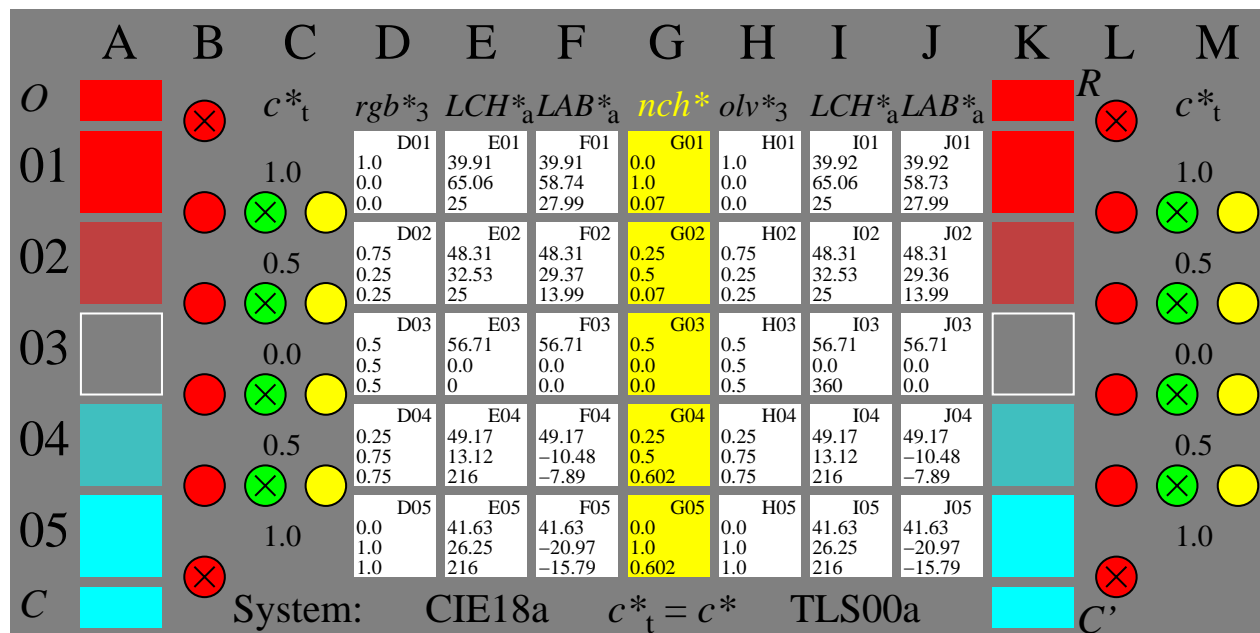 A B C D E F G H I J K L M
O c*t rgb*3 LCH*a LAB*a nch* olv*3 LCH*a LAB*a R c*t
01 1.0 D01 E01 F01 G01 H01 I01 J01 1.0
1.0 39.91 39.91 0.0 1.0 39.92 39.92
0.0 65.06 58.74 1.0 0.0 65.06 58.73
0.0 25 27.99 0.07 0.0 25 27.99
02 0.5 D02 E02 F02 G02 H02 I02 J02 0.5
0.75 48.31 48.31 0.25 0.75 48.31 48.31
0.25 32.53 29.37 0.5 0.25 32.53 29.36
0.25 25 13.99 0.07 0.25 25 13.99
03 0.0 D03 E03 F03 G03 H03 I03 J03 0.0
0.5 56.71 56.71 0.5 0.5 56.71 56.71
0.5 0.0 0.0 0.0 0.5 0.0 0.0
0.5 0 0.0 0.0 0.5 360 0.0
04 0.5 D04 E04 F04 G04 H04 I04 J04 0.5
0.25 49.17 49.17 0.25 0.25 49.17 49.17
0.75 13.12 −10.48 0.5 0.75 13.12 −10.48
0.75 216 −7.89 0.602 0.75 216 −7.89
05 1.0 D05 E05 F05 G05 H05 I05 J05 1.0
0.0 41.63 41.63 0.0 0.0 41.63 41.63
1.0 26.25 −20.97 1.0 1.0 26.25 −20.97
1.0 216 −15.79 0.602 1.0 216 −15.79
C System: CIE18a c*t = c* TLS00a C'